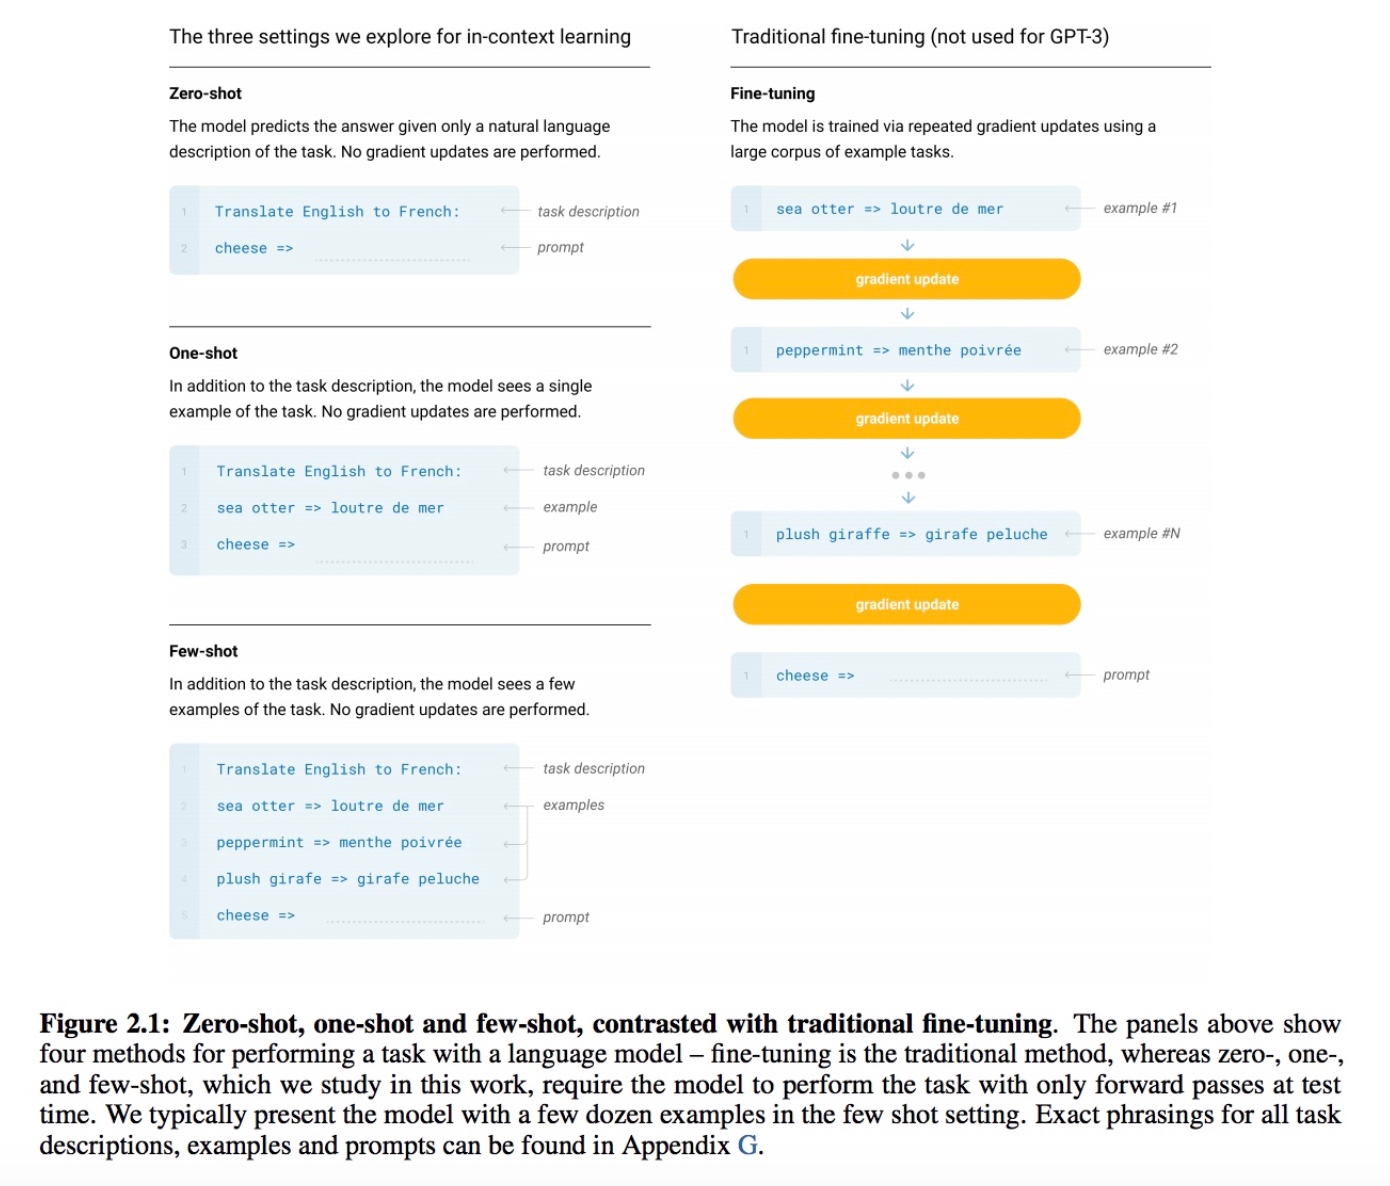 The three settings we explore for in-context learning
Zero-shot
The model predicts the answer given only a natural language
description of the task. No gradient updates are performed.
1 Translate English to French: task description
2 cheese => prompt
One-shot
In addition to the task description, the model sees a single
example of the task. No gradient updates are performed.
1 Translate English to French: task description
2 sea otter => loutre de mer example
3 cheese => prompt
Few-shot
In addition to the task description, the model sees a few
examples of the task. No gradient updates are performed.
1 Translate English to French: task description
2 sea otter => loutre de mer examples
3 peppermint => menthe poivrée
4 plush girafe => girafe peluche
5 cheese => prompt
Traditional fine-tuning (not used for GPT-3)
Fine-tuning
The model is trained via repeated gradient updates using a
large corpus of example tasks.
1 sea otter => loutre de mer example #1
gradient update
1 peppermint => menthe poivrée example #2
gradient update
1 plush giraffe => girafe peluche example #N
gradient update
1 cheese => prompt
Figure 2.1: Zero-shot, one-shot and few-shot, contrasted with traditional fine-tuning. The panels above show
four methods for performing a task with a language model – fine-tuning is the traditional method, whereas zero-, one-,
and few-shot, which we study in this work, require the model to perform the task with only forward passes at test
time. We typically present the model with a few dozen examples in the few shot setting. Exact phrasings for all task
descriptions, examples and prompts can be found in Appendix G.